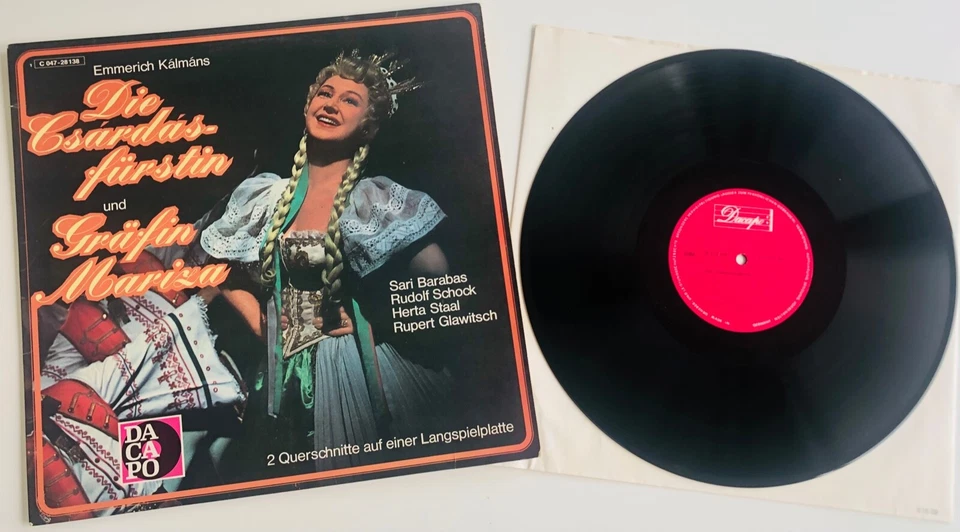 1 C 047-28 138
Emmerich Kálmáns
Die
Csárdás-
fürstin
und
Gräfin
Mariza
Sari Barabas
Rudolf Schock
Herta Staal
Rupert Glawitsch
DA
CA
PO
2 Querschnitte auf einer Langspielplatte
Dacapo